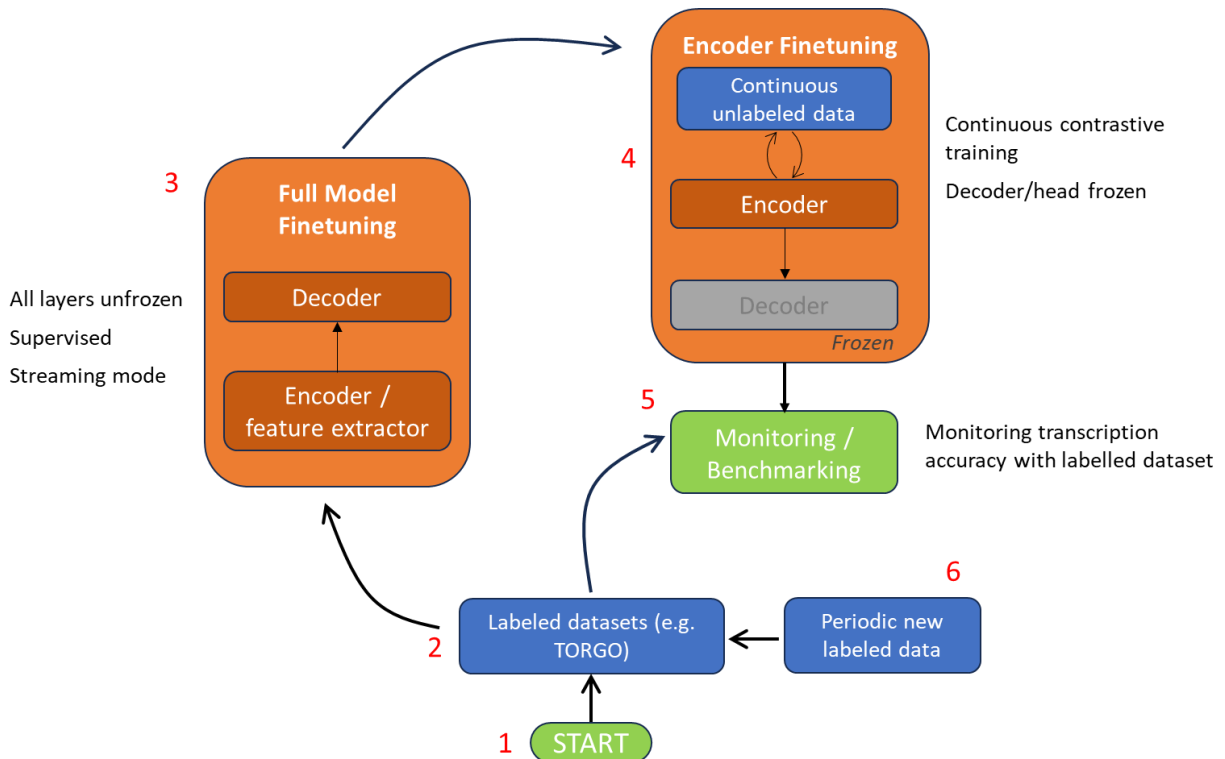 Encoder Finetuning
Continuous
unlabeled data
4
Encoder
Decoder
Frozen
Continuous contrastive
training
Decoder/head frozen
3
Full Model
Finetuning
Decoder
Encoder /
feature extractor
All layers unfrozen
Supervised
Streaming mode
5
Monitoring /
Benchmarking
Monitoring transcription
accuracy with labelled dataset
6
Periodic new
labeled data
2
Labeled datasets (e.g.
TORGO)
1
START